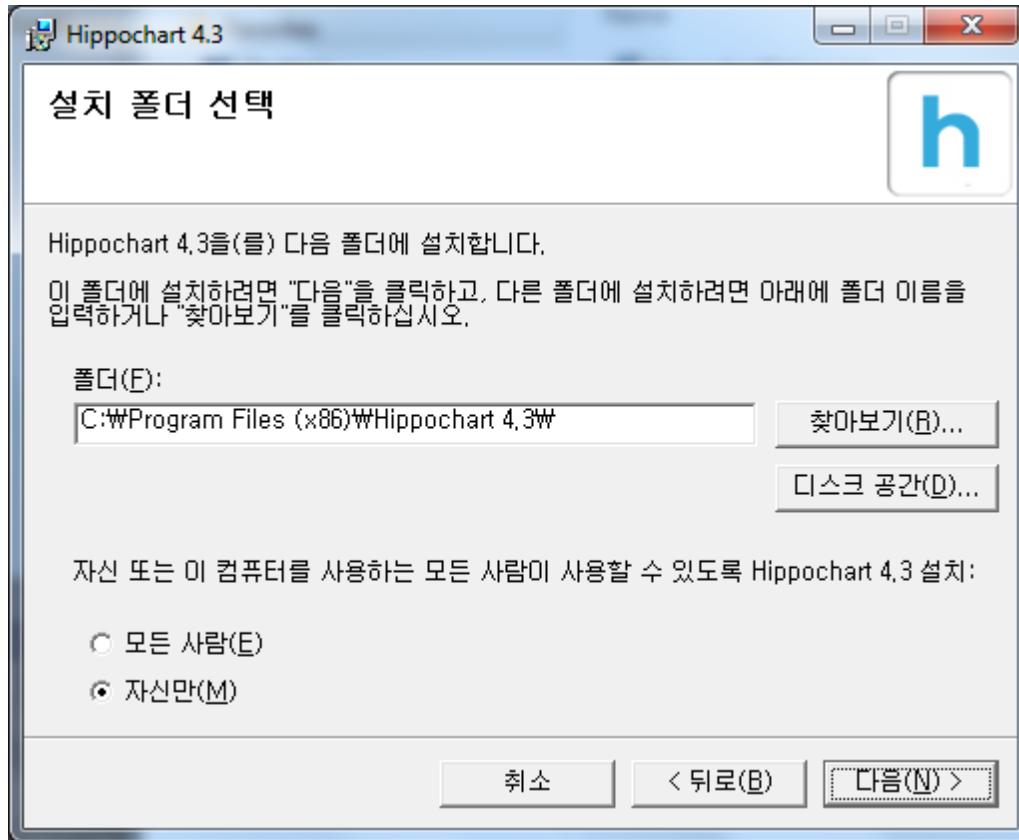 Hippochart 4.3
설치 폴더 선택
h
Hippochart 4.3을(를) 다음 폴더에 설치합니다.
이 폴더에 설치하려면 "다음"을 클릭하고, 다른 폴더에 설치하려면 아래에 폴더 이름을
입력하거나 "찾아보기"를 클릭하십시오.
폴더(F):
C:₩Program Files (x86)₩Hippochart 4.3₩
찾아보기(R)...
디스크 공간(D)...
자신 또는 이 컴퓨터를 사용하는 모든 사람이 사용할 수 있도록 Hippochart 4.3 설치:
모든 사람(E)
자신만(M)
취소
< 뒤로(B)
다음(N) >